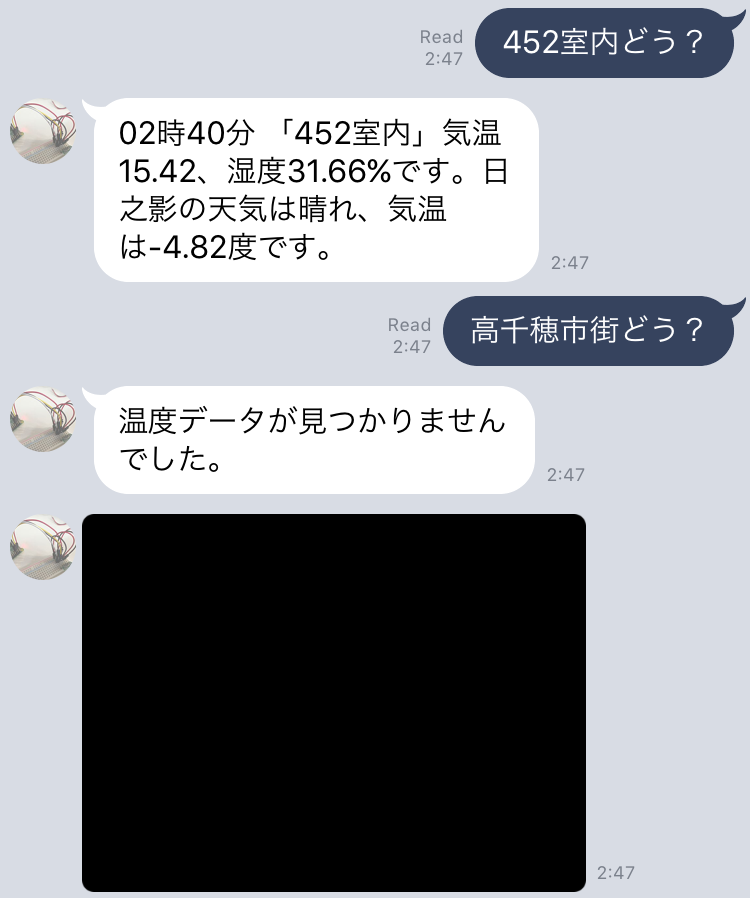 452室内どう？
Read
2:47
02時40分 「452室内」気温
15.42、湿度31.66%です。日
之影の天気は晴れ、気温
は-4.82度です。
2:47
高千穂市街どう？
Read
2:47
温度データが見つかりません
でした。
2:47
2:47